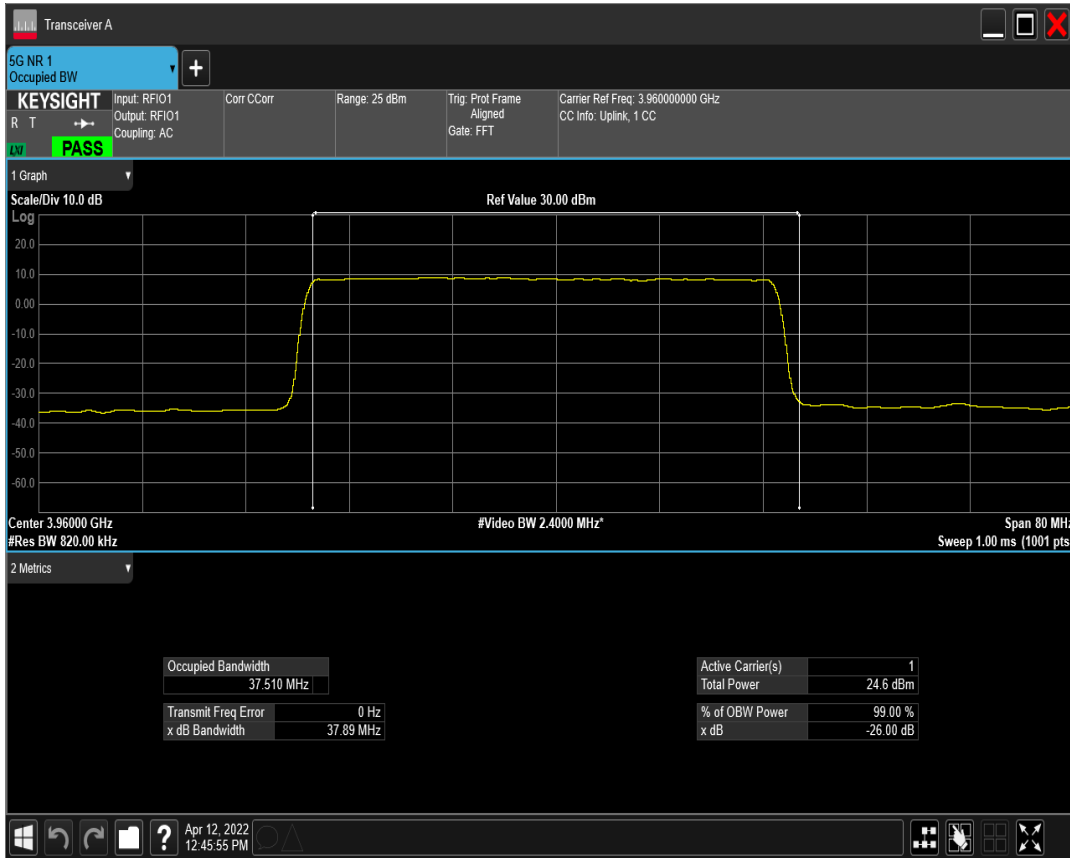 Transceiver A
5G NR 1
Occupied BW
KEYSIGHT
R T
LXI
PASS
Input: RFIO1
Output: RFIO1
Coupling: AC
Corr CCorr
Range: 25 dBm
Trig: Prot Frame
Aligned
Gate: FFT
Carrier Ref Freq: 3.960000000 GHz
CC Info: Uplink, 1 CC
1 Graph
Scale/Div 10.0 dB
Ref Value 30.00 dBm
Log
20.0
10.0
0.00
-10.0
-20.0
-30.0
-40.0
-50.0
-60.0
Center 3.96000 GHz
#Video BW 2.4000 MHz*
Span 80 MHz
#Res BW 820.00 kHz
Sweep 1.00 ms (1001 pts
2 Metrics
Occupied Bandwidth
37.510 MHz
Transmit Freq Error 0 Hz
x dB Bandwidth 37.89 MHz
Active Carrier(s) 1
Total Power 24.6 dBm
% of OBW Power 99.00 %
x dB -26.00 dB
?
Apr 12, 2022
12:45:55 PM